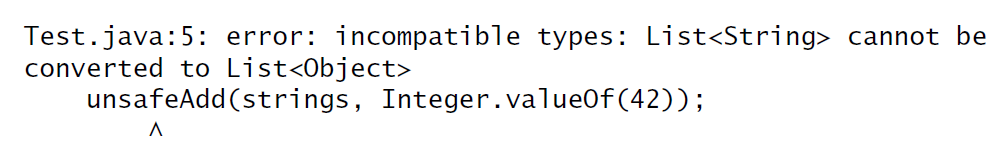 Test.java:5: error: incompatible types: List<String> cannot be
converted to List<Object>
    unsafeAdd(strings, Integer.valueOf(42));
        ^